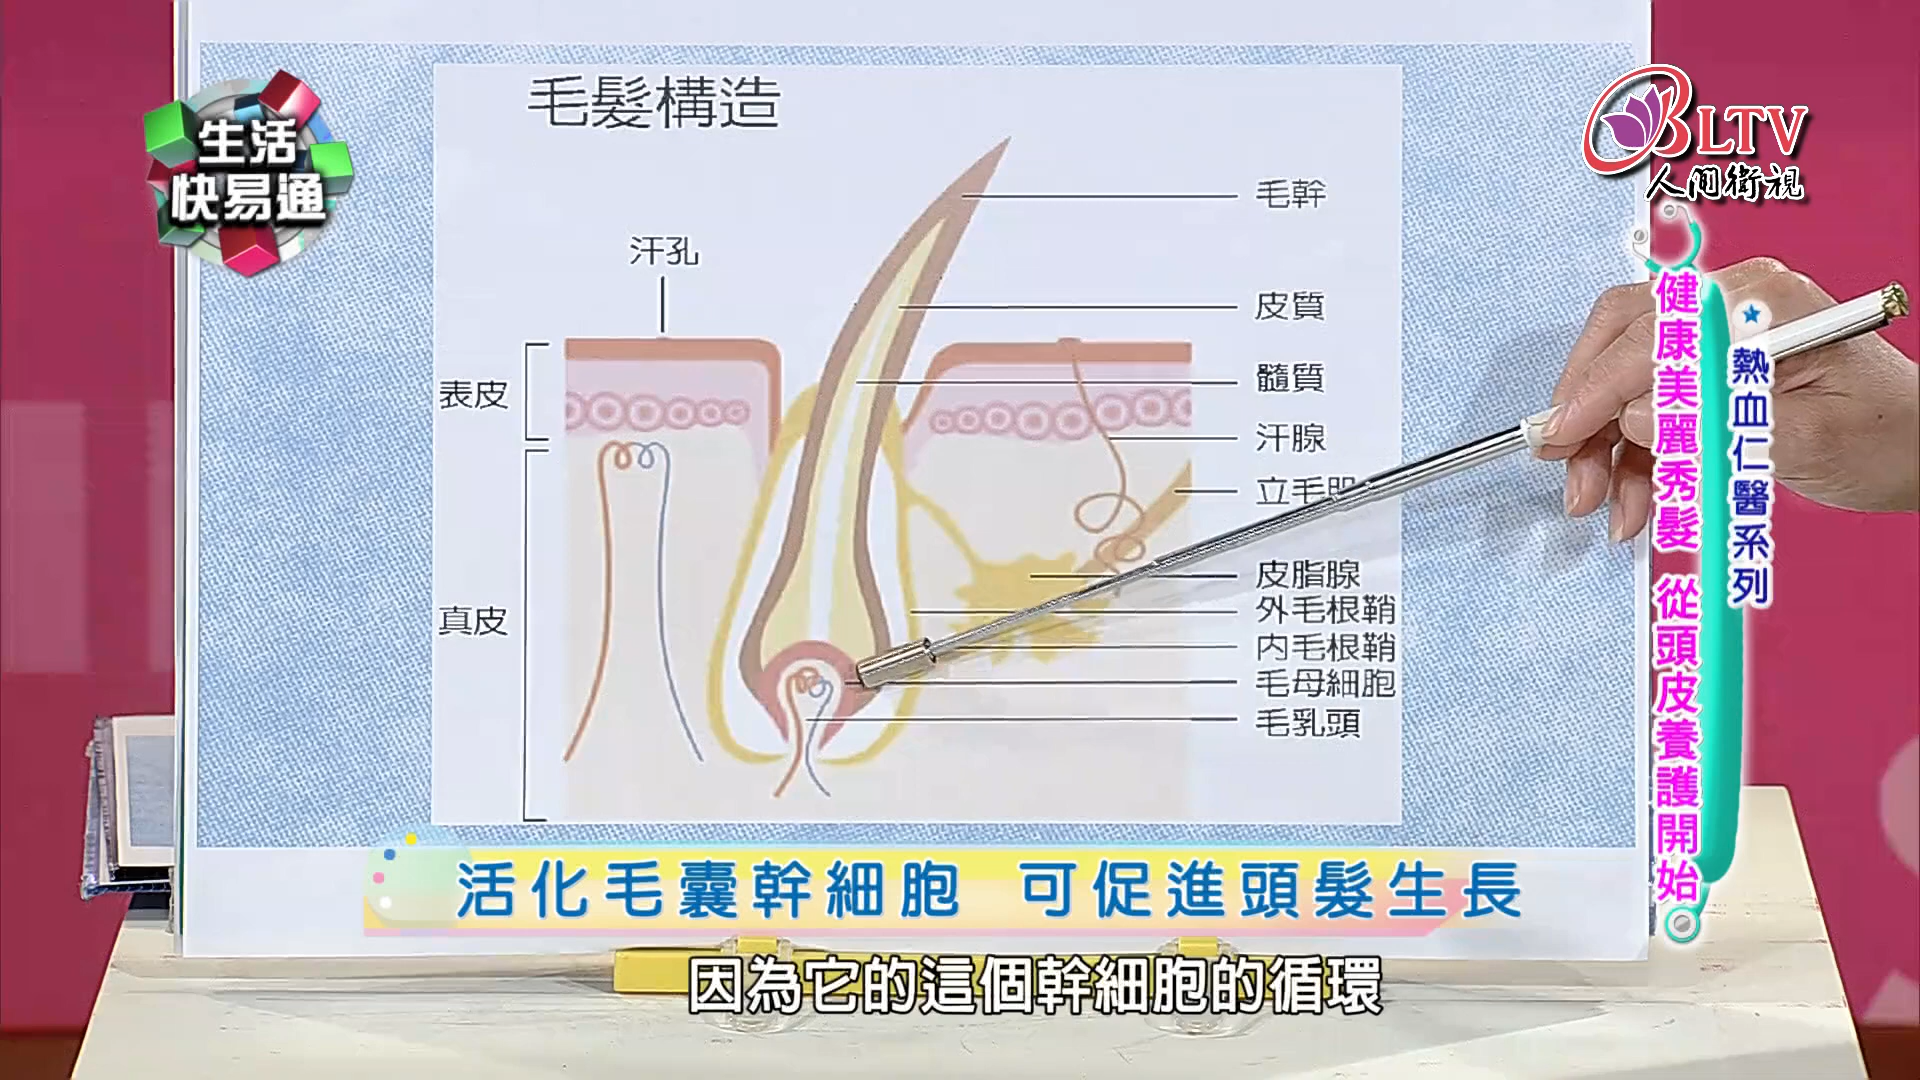 生活
快易通
BLTV
人間衛視
毛髮構造
毛幹
汗孔
皮質
髓質
表皮
汗腺
立毛肌
皮脂腺
外毛根鞘
真皮
內毛根鞘
毛母細胞
毛乳頭
熱血仁醫系列
健康美麗秀髮 從頭皮養護開始
活化毛囊幹細胞 可促進頭髮生長
因為它的這個幹細胞的循環